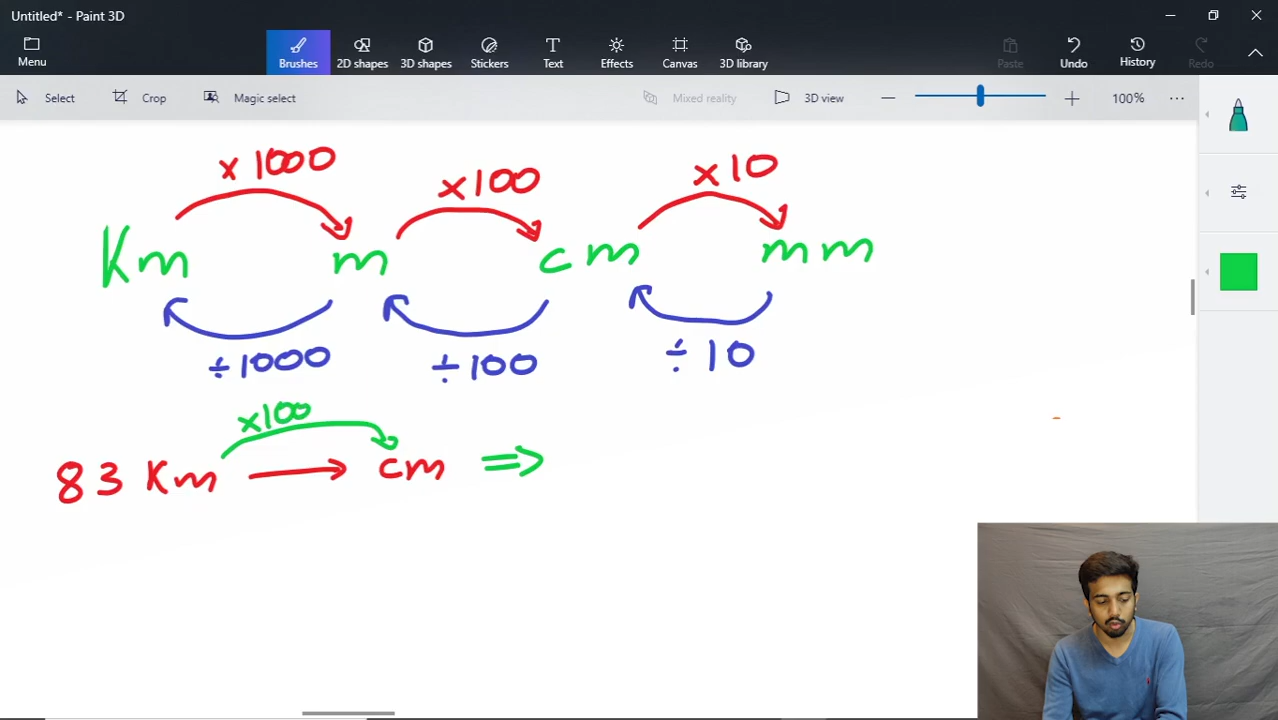 Untitled* - Paint 3D
Menu Brushes 2D shapes 3D shapes Stickers Text Effects Canvas 3D library Paste Undo History Redo
Select Crop Magic select Mixed reality 3D view 100%
x 1000 x 100 x 10
Km m cm mm
÷1000 ÷100 ÷ 10
x100
83 Km → cm ⇒